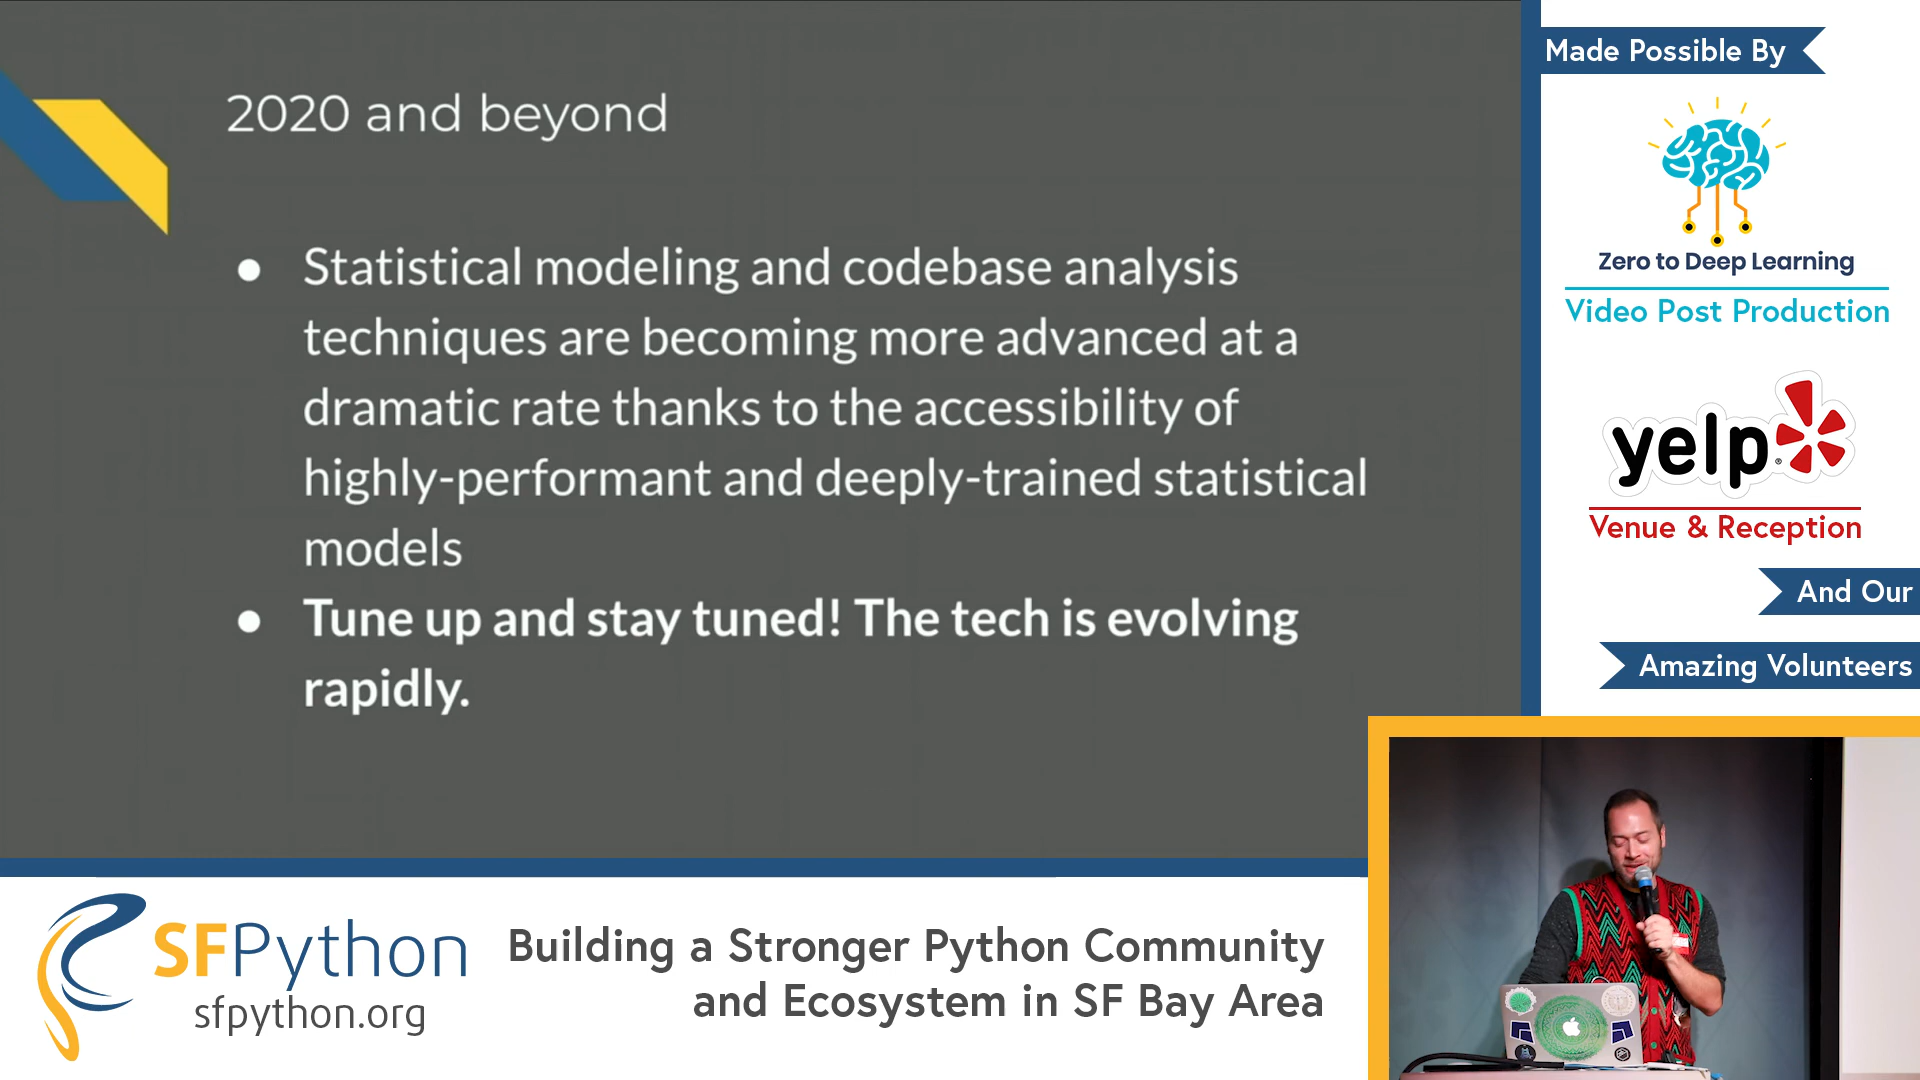 2020 and beyond
● Statistical modeling and codebase analysis
techniques are becoming more advanced at a
dramatic rate thanks to the accessibility of
highly-performant and deeply-trained statistical
models
● Tune up and stay tuned! The tech is evolving
rapidly.
Made Possible By
Zero to Deep Learning
Video Post Production
yelp®
Venue & Reception
And Our
Amazing Volunteers
SFPython
sfpython.org
Building a Stronger Python Community
and Ecosystem in SF Bay Area